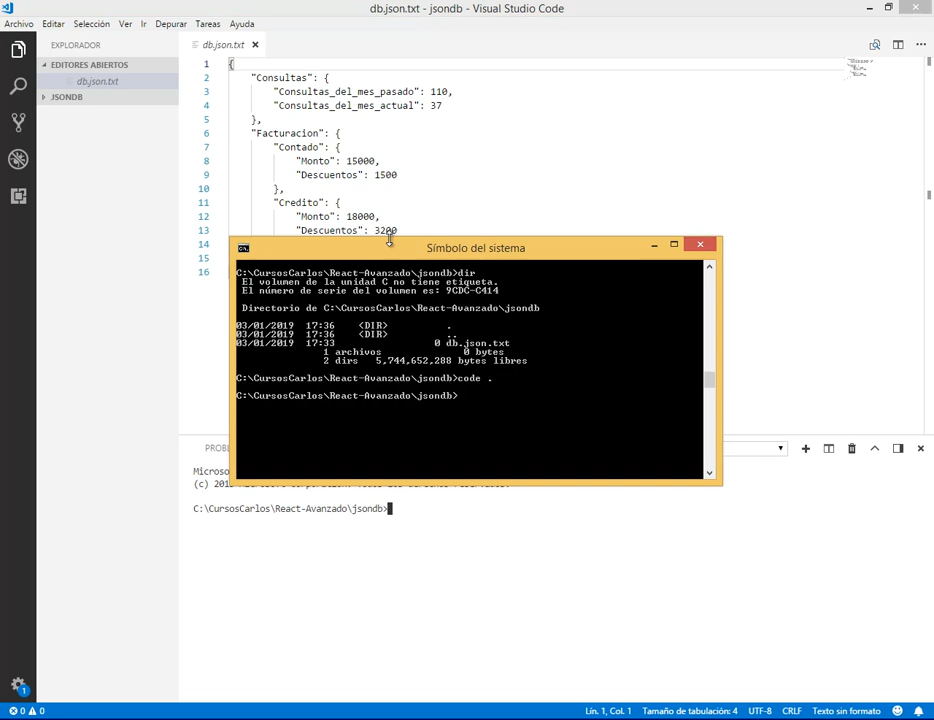 db.json.txt - jsondb - Visual Studio Code
Archivo Editar Selección Ver Ir Depurar Tareas Ayuda
EXPLORADOR
EDITORES ABIERTOS
db.json.txt
JSONDB
db.json.txt
1 {
2 "Consultas": {
3 "Consultas_del_mes_pasado": 110,
4 "Consultas_del_mes_actual": 37
5 },
6 "Facturacion": {
7 "Contado": {
8 "Monto": 15000,
9 "Descuentos": 1500
10 },
11 "Credito": {
12 "Monto": 18000,
13 "Descuentos": 3200
14
15
16
Símbolo del sistema
C:\CursosCarlos\React-Avanzado\jsondb>dir
El volumen de la unidad C no tiene etiqueta.
El número de serie del volumen es: 9CDC-C414
Directorio de C:\CursosCarlos\React-Avanzado\jsondb
03/01/2019 17:36 <DIR> .
03/01/2019 17:36 <DIR> ..
03/01/2019 17:33 0 db.json.txt
1 archivos 0 bytes
2 dirs 5,744,652,288 bytes libres
C:\CursosCarlos\React-Avanzado\jsondb>code .
C:\CursosCarlos\React-Avanzado\jsondb>
PROBL
Microso
(c) 201
C:\CursosCarlos\React-Avanzado\jsondb>
1
0 0
Lín. 1, Col. 1 Tamaño de tabulación: 4 UTF-8 CRLF Texto sin formato